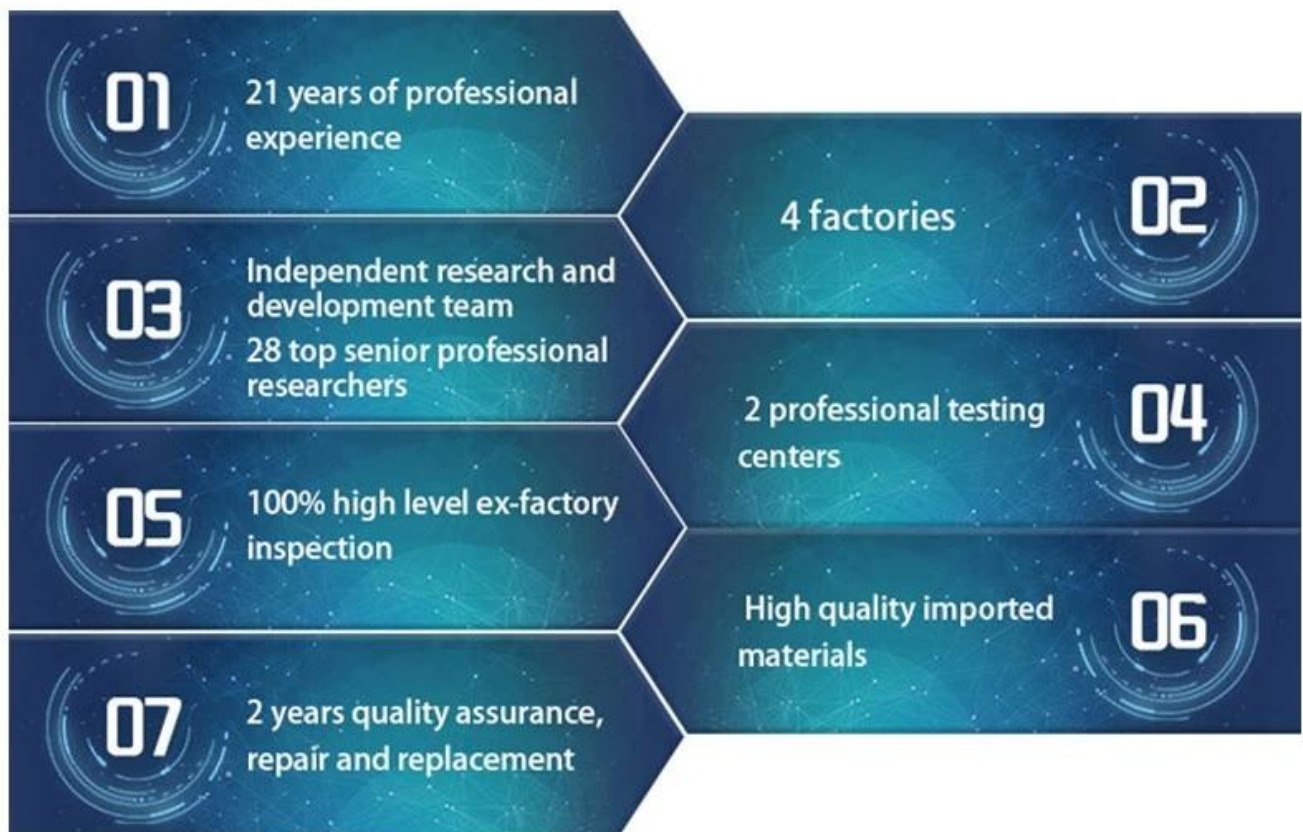 01
21 years of professional
experience
02
4 factories
03
Independent research and
development team
28 top senior professional
researchers
04
2 professional testing
centers
05
100% high level ex-factory
inspection
06
High quality imported
materials
07
2 years quality assurance,
repair and replacement